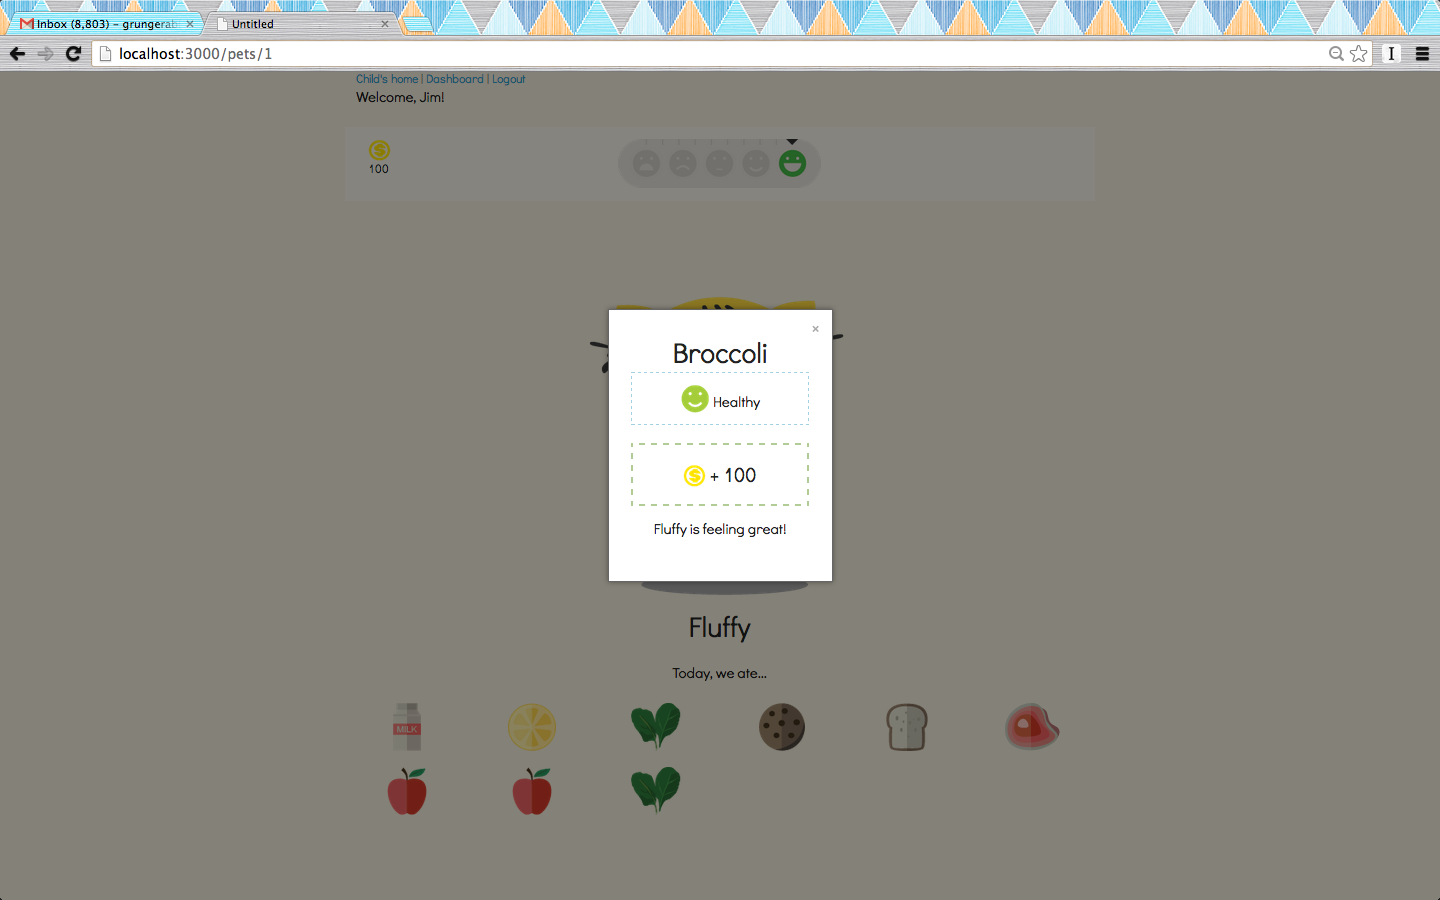 Inbox (8,803) – grungerab
Untitled
localhost:3000/pets/1
Child's home | Dashboard | Logout
Welcome, Jim!
100
Broccoli
Healthy
+ 100
Fluffy is feeling great!
Fluffy
Today, we ate...
MILK